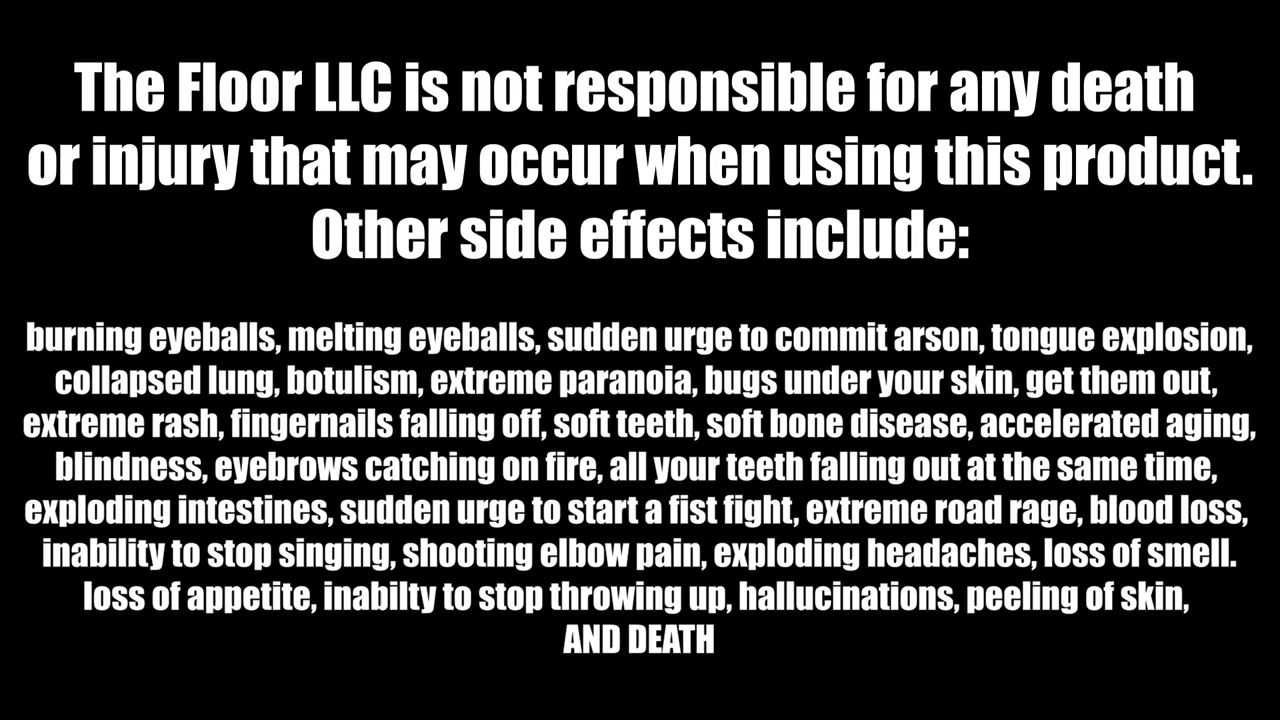 The Floor LLC is not responsible for any death
or injury that may occur when using this product.
Other side effects include:
burning eyeballs, melting eyeballs, sudden urge to commit arson, tongue explosion,
collapsed lung, botulism, extreme paranoia, bugs under your skin, get them out,
extreme rash, fingernails falling off, soft teeth, soft bone disease, accelerated aging,
blindness, eyebrows catching on fire, all your teeth falling out at the same time,
exploding intestines, sudden urge to start a fist fight, extreme road rage, blood loss,
inability to stop singing, shooting elbow pain, exploding headaches, loss of smell.
loss of appetite, inabilty to stop throwing up, hallucinations, peeling of skin,
AND DEATH